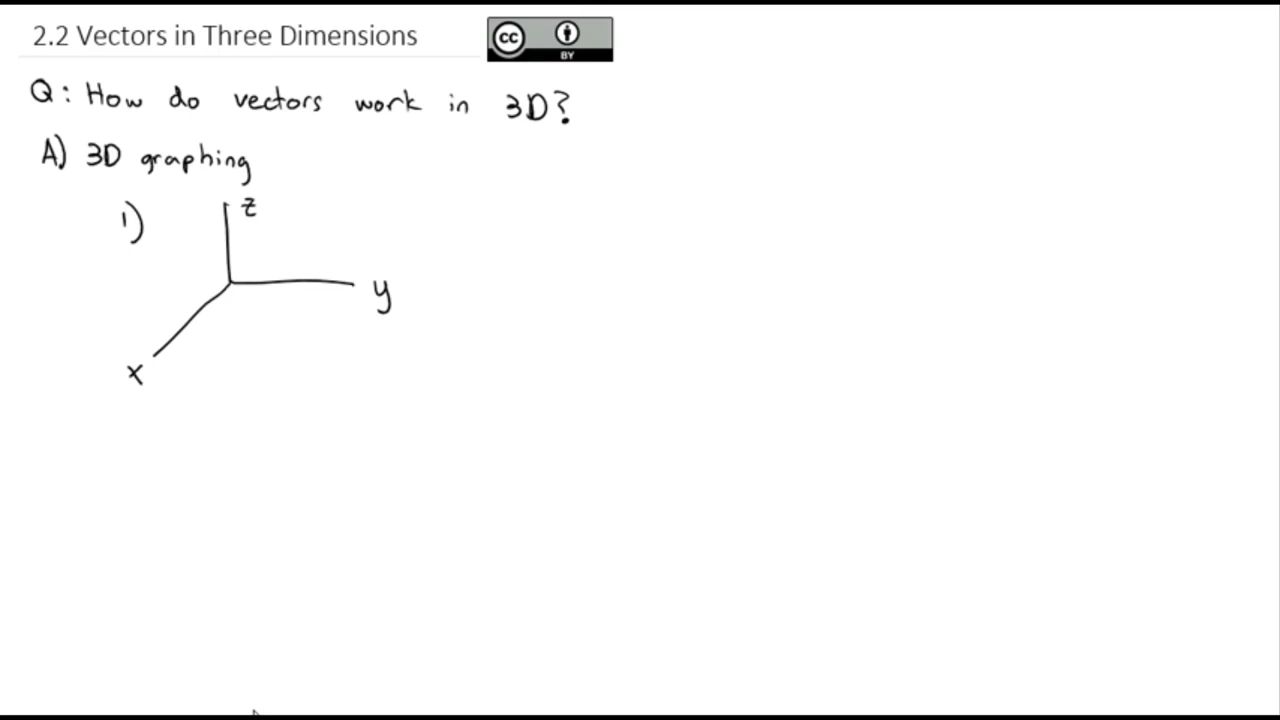 2.2 Vectors in Three Dimensions
cc
BY
Q: How do vectors work in 3D?
A) 3D graphing
1)
z
y
x